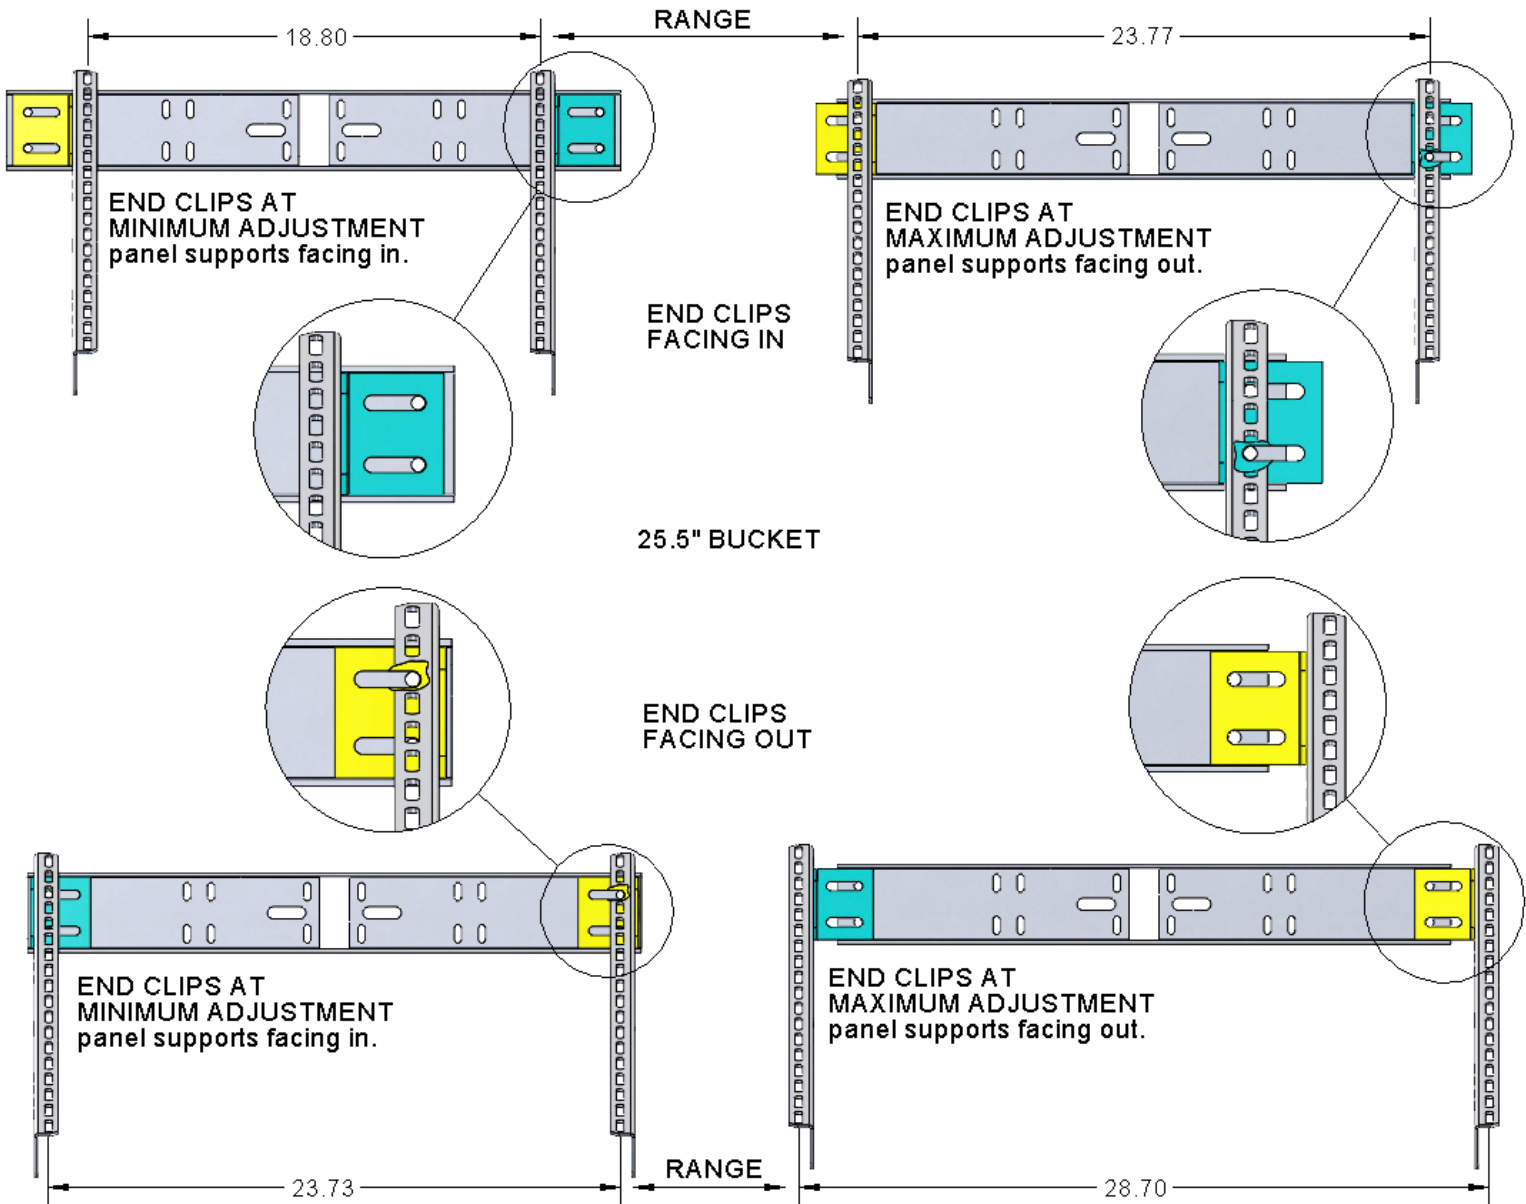 RANGE
18.80
23.77
END CLIPS AT
MINIMUM ADJUSTMENT
panel supports facing in.
END CLIPS AT
MAXIMUM ADJUSTMENT
panel supports facing out.
END CLIPS
FACING IN
25.5" BUCKET
END CLIPS
FACING OUT
END CLIPS AT
MINIMUM ADJUSTMENT
panel supports facing in.
END CLIPS AT
MAXIMUM ADJUSTMENT
panel supports facing out.
RANGE
23.73
28.70